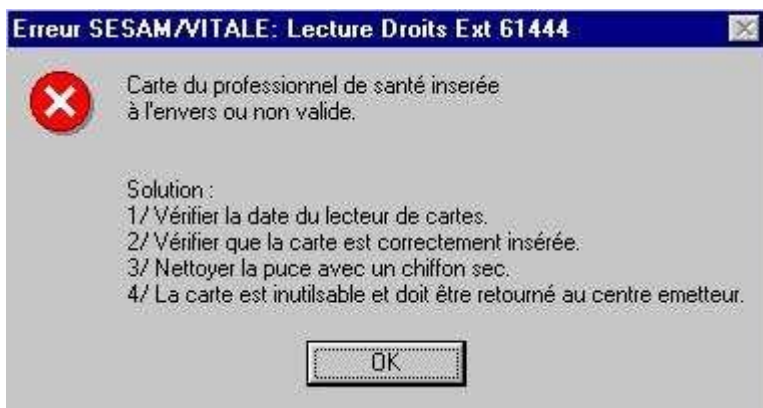 Erreur SESAM/VITALE: Lecture Droits Ext 61444
Carte du professionnel de santé inserée
à l'envers ou non valide.
Solution :
1/ Vérifier la date du lecteur de cartes.
2/ Vérifier que la carte est correctement insérée.
3/ Nettoyer la puce avec un chiffon sec.
4/ La carte est inutilsable et doit être retourné au centre emetteur.
OK